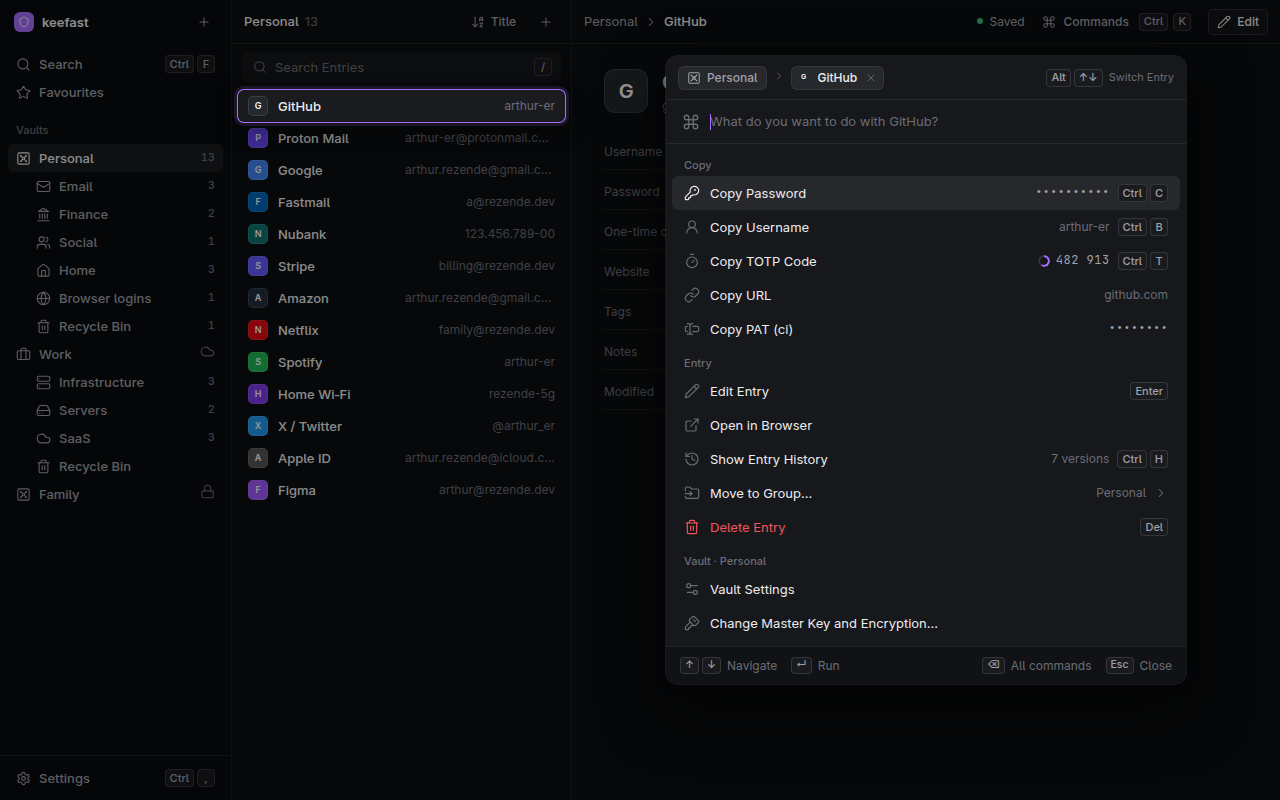 keefast
Search Ctrl F
Favourites
Vaults
Personal 13
Email 3
Finance 2
Social 1
Home 3
Browser logins 1
Recycle Bin 1
Work
Infrastructure 3
Servers 2
SaaS 3
Recycle Bin
Family
Settings Ctrl ,
Personal 13 Title
Search Entries /
G GitHub arthur-er
P Proton Mail arthur-er@protonmail.c...
G Google arthur.rezende@gmail.c...
F Fastmail a@rezende.dev
N Nubank 123.456.789-00
S Stripe billing@rezende.dev
A Amazon arthur.rezende@gmail.c...
N Netflix family@rezende.dev
S Spotify arthur-er
H Home Wi-Fi rezende-5g
X X / Twitter @arthur_er
A Apple ID arthur.rezende@icloud.c...
F Figma arthur@rezende.dev
Personal > GitHub Saved Commands Ctrl K Edit
G
Username
Password
One-time
Website
Tags
Notes
Modified
Personal > G GitHub × Alt ↑↓ Switch Entry
What do you want to do with GitHub?
Copy
Copy Password •••••••••• Ctrl C
Copy Username arthur-er Ctrl B
Copy TOTP Code 482 913 Ctrl T
Copy URL github.com
Copy PAT (ci) ••••••••
Entry
Edit Entry Enter
Open in Browser
Show Entry History 7 versions Ctrl H
Move to Group... Personal >
Delete Entry Del
Vault · Personal
Vault Settings
Change Master Key and Encryption...
↑ ↓ Navigate ↵ Run ⌫ All commands Esc Close